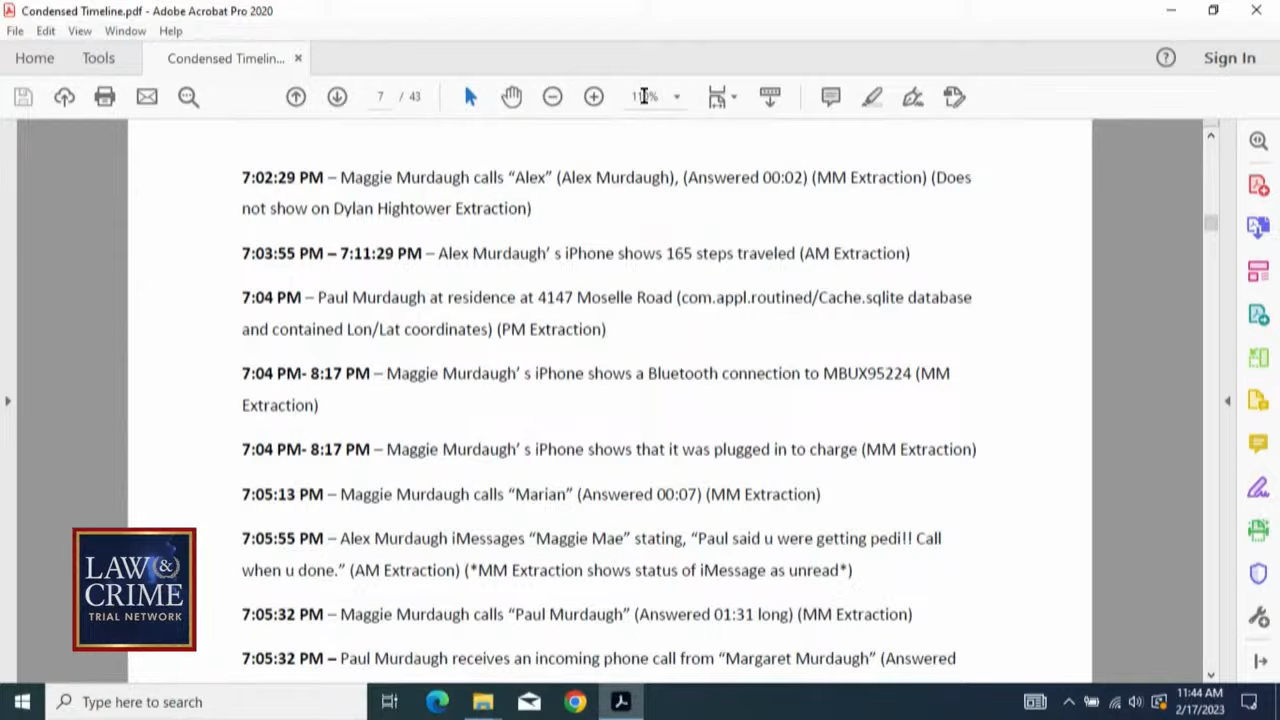 Condensed Timeline.pdf - Adobe Acrobat Pro 2020
File Edit View Window Help
Home Tools Condensed Timelin... × Sign In
7 / 43
7:02:29 PM – Maggie Murdaugh calls “Alex” (Alex Murdaugh), (Answered 00:02) (MM Extraction) (Does
not show on Dylan Hightower Extraction)
7:03:55 PM – 7:11:29 PM – Alex Murdaugh’ s iPhone shows 165 steps traveled (AM Extraction)
7:04 PM – Paul Murdaugh at residence at 4147 Moselle Road (com.appl.routined/Cache.sqlite database
and contained Lon/Lat coordinates) (PM Extraction)
7:04 PM- 8:17 PM – Maggie Murdaugh’ s iPhone shows a Bluetooth connection to MBUX95224 (MM
Extraction)
7:04 PM- 8:17 PM – Maggie Murdaugh’ s iPhone shows that it was plugged in to charge (MM Extraction)
7:05:13 PM – Maggie Murdaugh calls “Marian” (Answered 00:07) (MM Extraction)
7:05:55 PM – Alex Murdaugh iMessages “Maggie Mae” stating, “Paul said u were getting pedi!! Call
when u done.” (AM Extraction) (*MM Extraction shows status of iMessage as unread*)
7:05:32 PM – Maggie Murdaugh calls “Paul Murdaugh” (Answered 01:31 long) (MM Extraction)
7:05:32 PM – Paul Murdaugh receives an incoming phone call from “Margaret Murdaugh” (Answered
LAW &
CRIME
TRIAL NETWORK
Type here to search
11:44 AM
2/17/2023